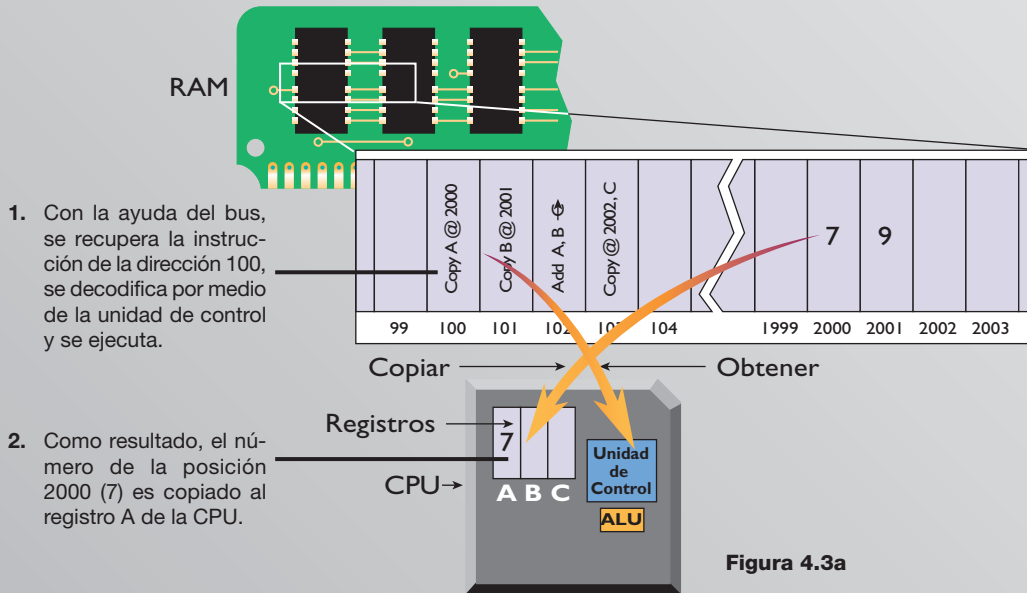 RAM
1. Con la ayuda del bus,
se recupera la instruc-
ción de la dirección 100,
se decodifica por medio
de la unidad de control
y se ejecuta.
Copy A @ 2000
Copy B @ 2001
Add A, B → C
Copy @ 2002, C
7 9
99 100 101 102 103 104 1999 2000 2001 2002 2003
Copiar Obtener
Registros
2. Como resultado, el nú-
mero de la posición
2000 (7) es copiado al
registro A de la CPU.
7
Unidad
de
Control
CPU
A B C
ALU
Figura 4.3a